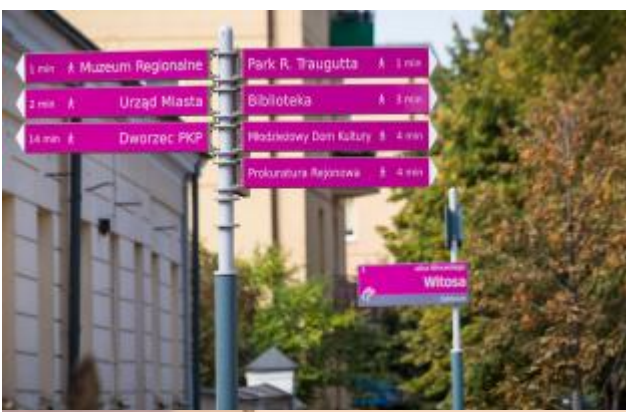 1 min Muzeum Regionalne
2 min Urząd Miasta
14 min Dworzec PKP
Park R. Traugutta 1 min
Biblioteka 3 min
Młodzieżowy Dom Kultury 4 min
Prokuratura Rejonowa 4 min
Witosa